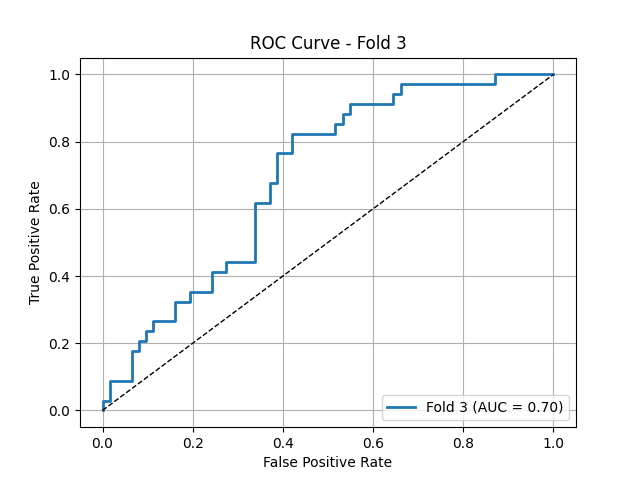 ROC Curve - Fold 3
1.0
0.8
0.6
0.4
0.2
0.0
True Positive Rate
Fold 3 (AUC = 0.70)
0.0 0.2 0.4 0.6 0.8 1.0
False Positive Rate